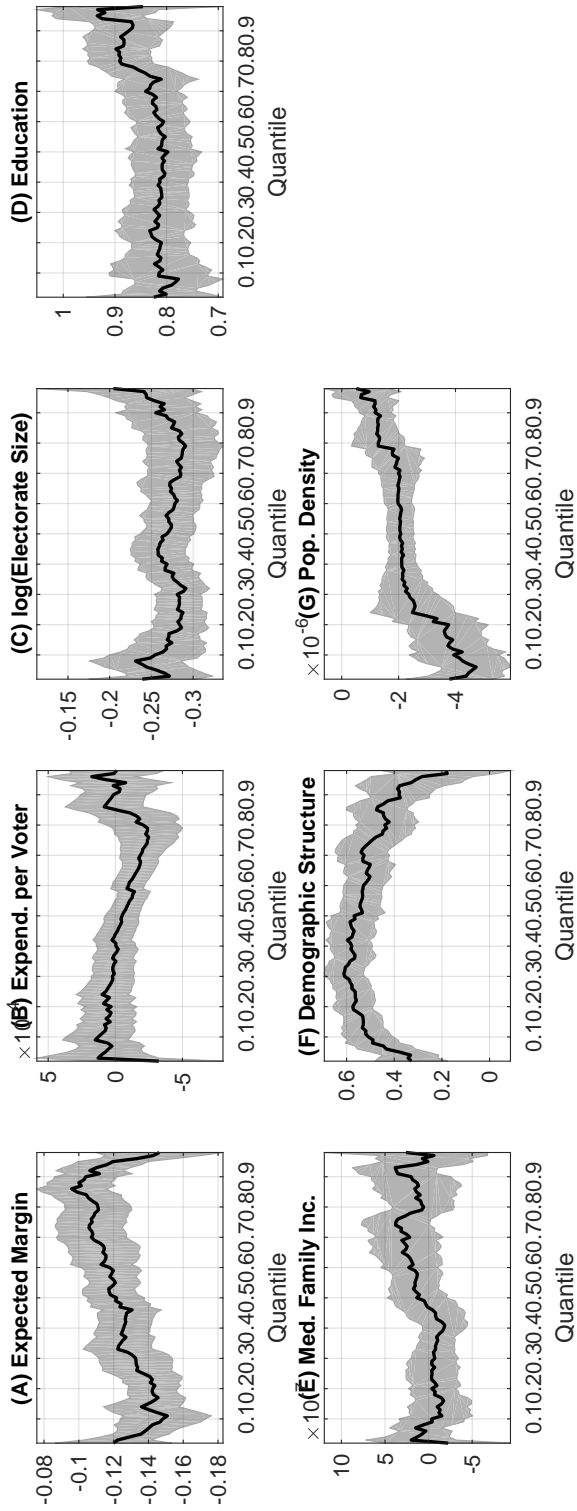 (A) Expected Margin
-0.08
-0.1
-0.12
-0.14
-0.16
-0.18
0.10.20.30.40.50.60.70.80.9
Quantile
(B) Expend. per Voter
5
0
-5
0.10.20.30.40.50.60.70.80.9
Quantile
(C) log(Electorate Size)
-0.15
-0.2
-0.25
-0.3
0.10.20.30.40.50.60.70.80.9
Quantile
(D) Education
1
0.9
0.8
0.7
0.10.20.30.40.50.60.70.80.9
Quantile
×10(E) Med. Family Inc.
10
5
0
-5
0.10.20.30.40.50.60.70.80.9
Quantile
(F) Demographic Structure
0.6
0.4
0.2
0
0.10.20.30.40.50.60.70.80.9
Quantile
×10-6(G) Pop. Density
0
-2
-4
0.10.20.30.40.50.60.70.80.9
Quantile